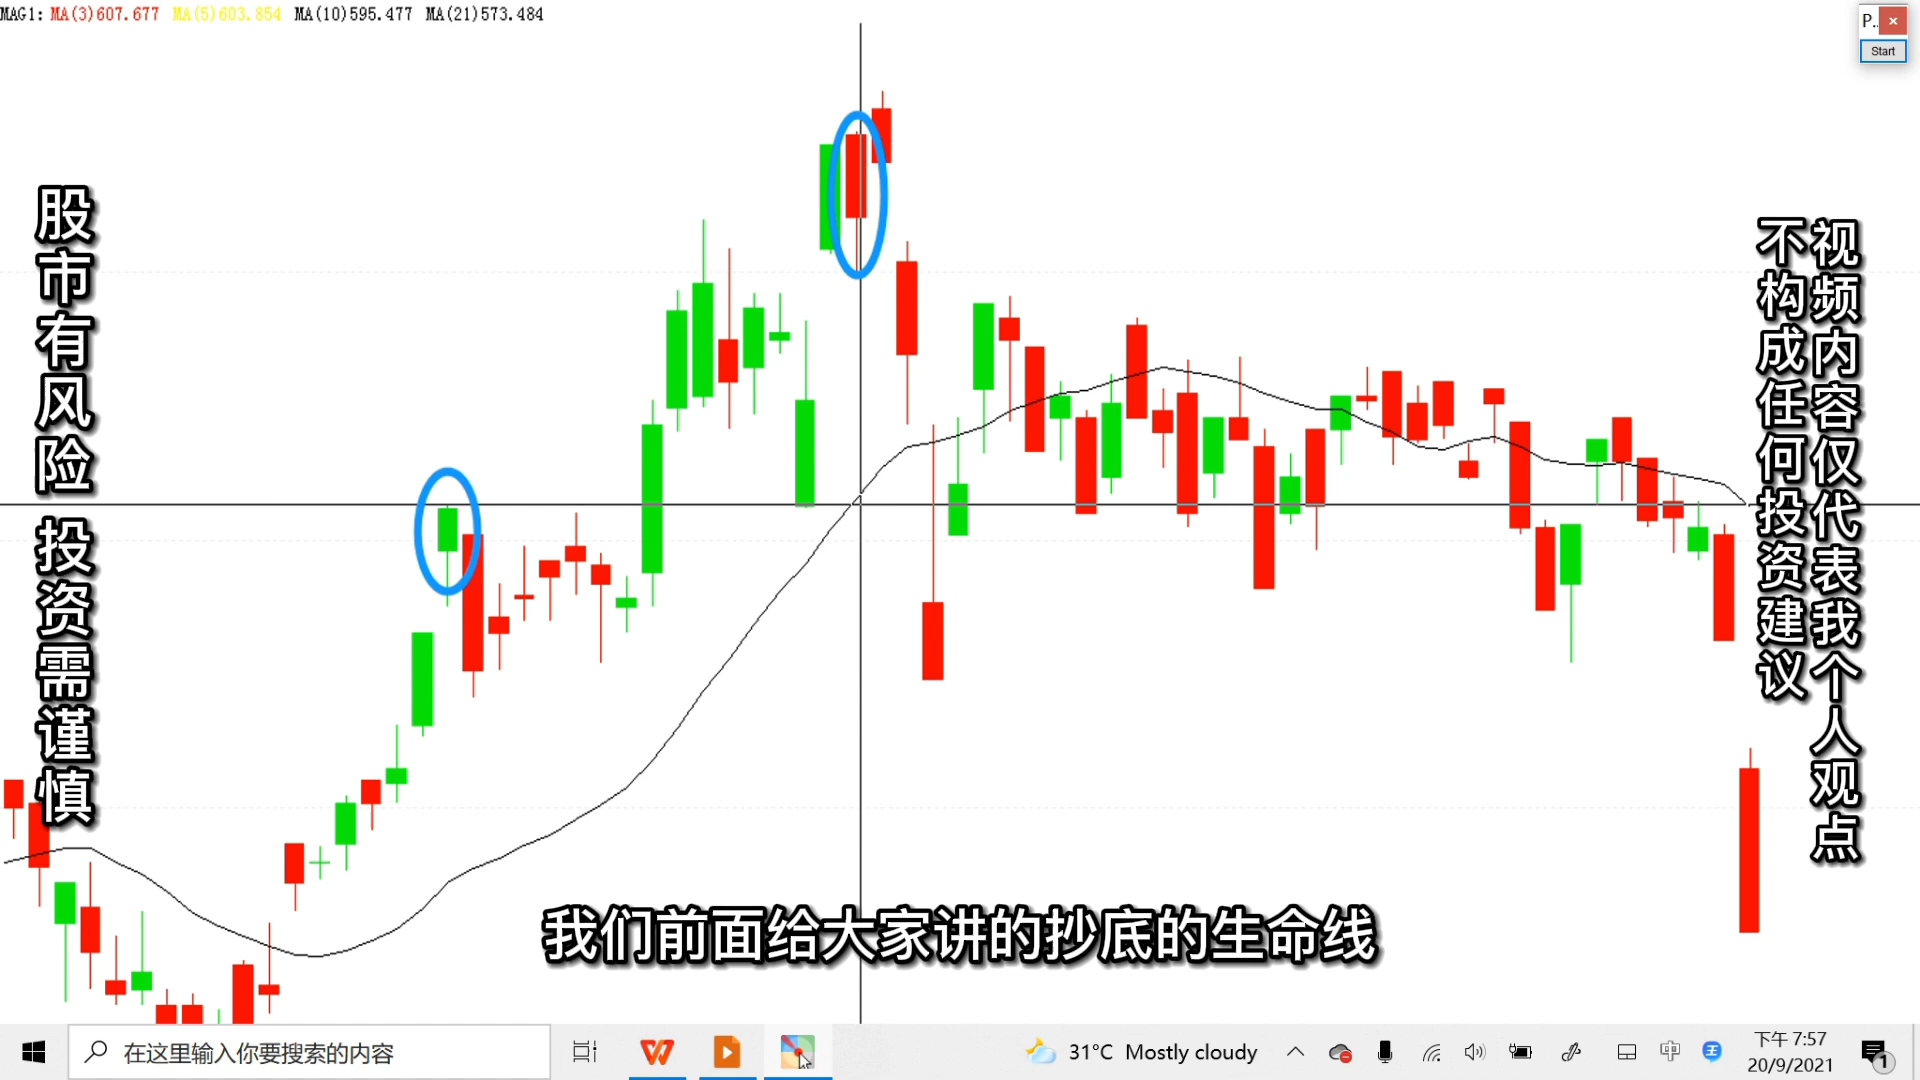 MAG1: MA(3)607.677 MA(5)603.854 MA(10)595.477 MA(21)573.484
P..
Start
股市有风险 投资需谨慎
视频内容仅代表我个人观点
不构成任何投资建议
我们前面给大家讲的抄底的生命线
在这里输入你要搜索的内容
31°C Mostly cloudy
中
王
下午 7:57
20/9/2021
1